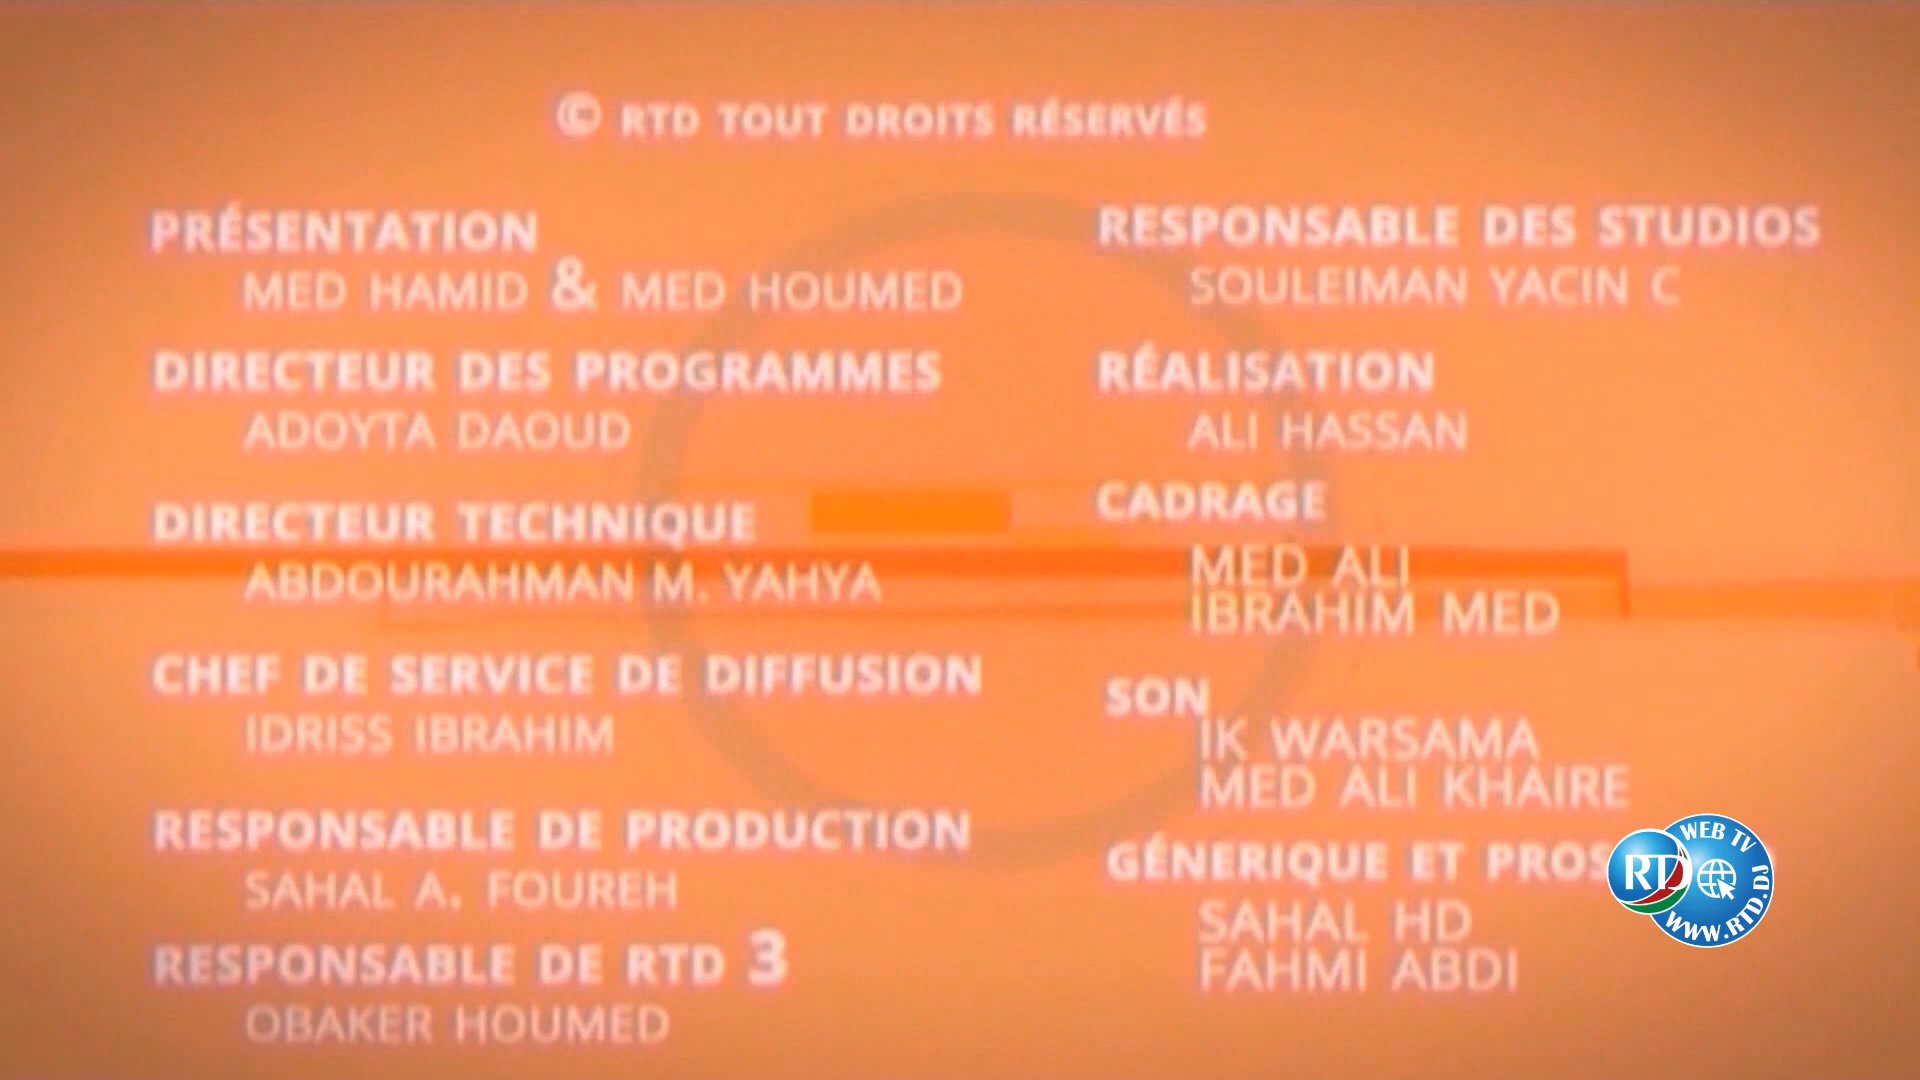 © RTD TOUT DROITS RÉSERVÉS
PRÉSENTATION
MED HAMID & MED HOUMED
DIRECTEUR DES PROGRAMMES
ADOYTA DAOUD
DIRECTEUR TECHNIQUE
ABDOURAHMAN M. YAHYA
CHEF DE SERVICE DE DIFFUSION
IDRISS IBRAHIM
RESPONSABLE DE PRODUCTION
SAHAL A. FOUREH
RESPONSABLE DE RTD 3
OBAKER HOUMED
RESPONSABLE DES STUDIOS
SOULEIMAN YACIN C
RÉALISATION
ALI HASSAN
CADRAGE
MED ALI
IBRAHIM MED
SON
IK WARSAMA
MED ALI KHAIRE
GÉNERIQUE ET
SAHAL HD
FAHMI ABDI
WEB TV
RTD
WWW.RTD.DJ